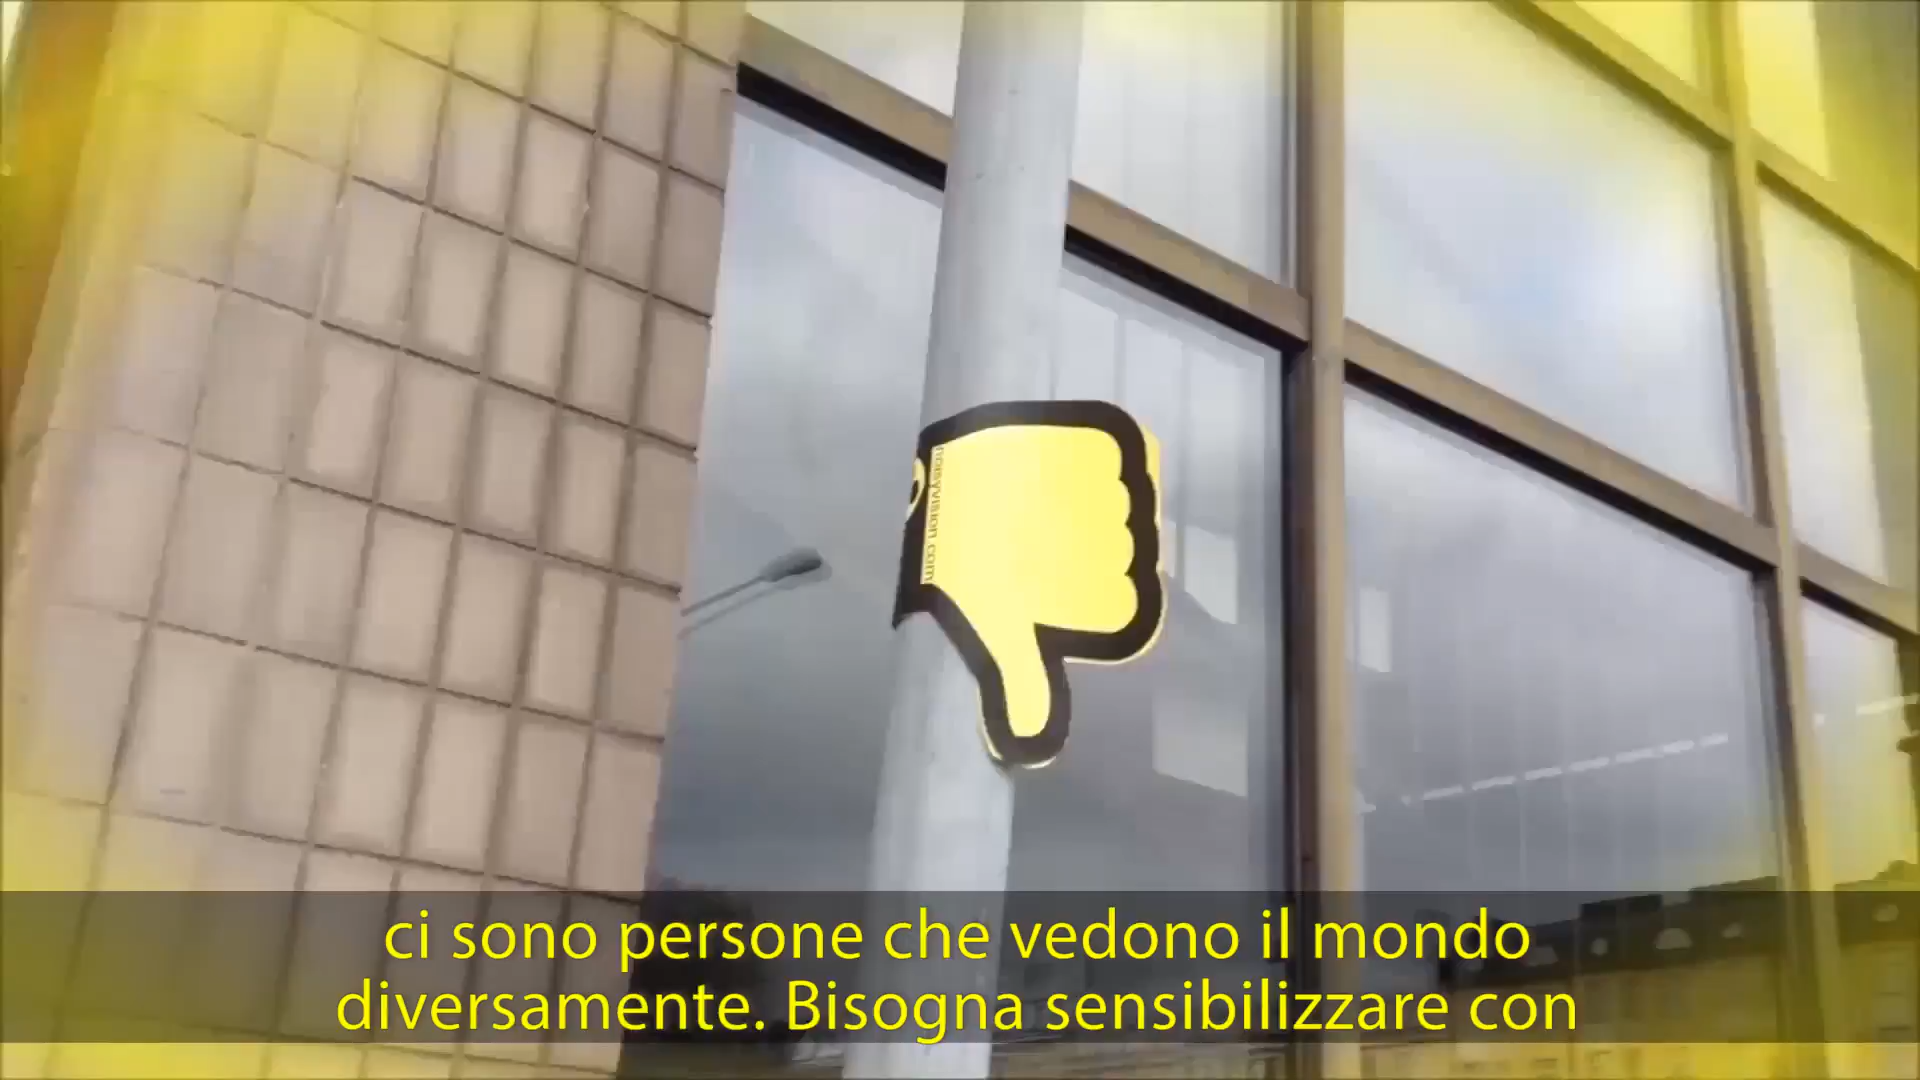 ci sono persone che vedono il mondo
diversamente. Bisogna sensibilizzare con